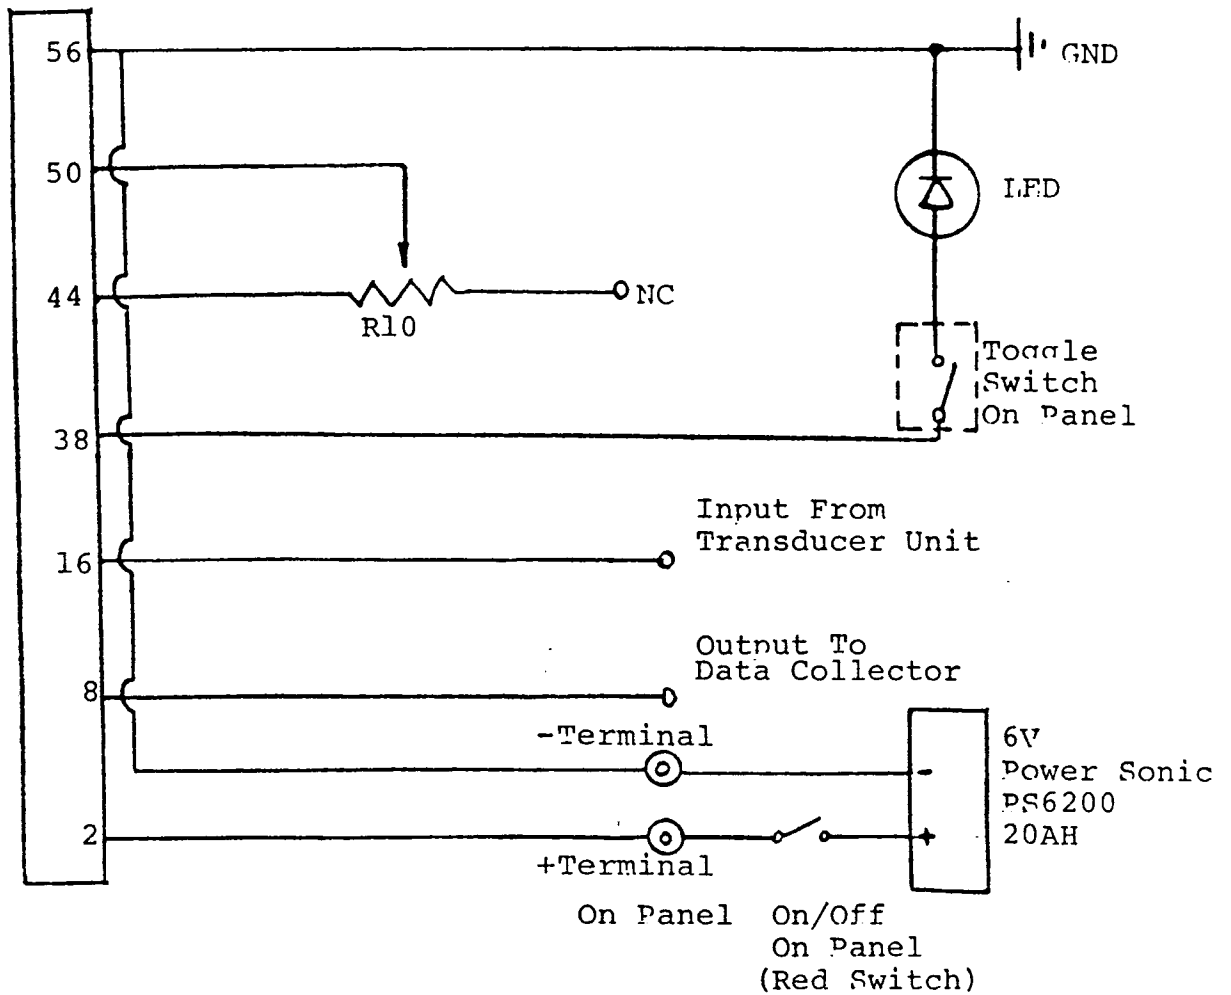 56
GND
50
LED
44
NC
R10
Toggle
Switch
On Panel
38
Input From
Transducer Unit
16
Output To
Data Collector
8
-Terminal
6V
Power Sonic
PS6200
20AH
-
2
+
+Terminal
On Panel
On/Off
On Panel
(Red Switch)